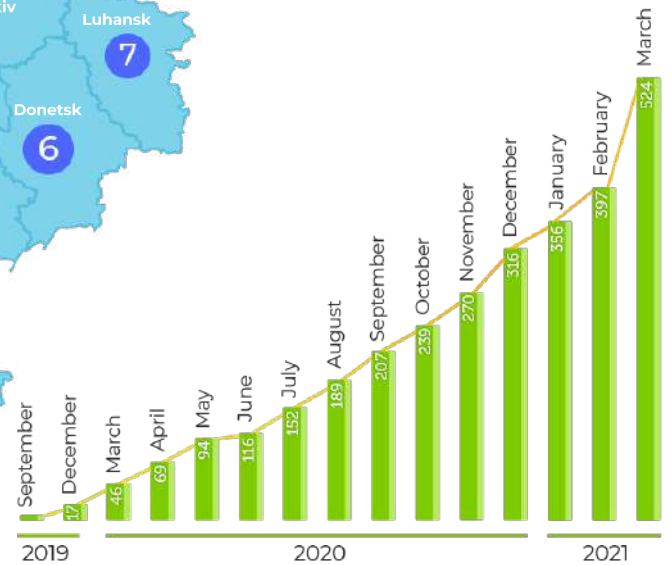 iv
Luhansk
7
Donetsk
6
September
December
March
April
May
June
July
August
September
October
November
December
January
February
March
17
46
69
94
116
152
189
207
239
270
316
356
397
524
2019
2020
2021